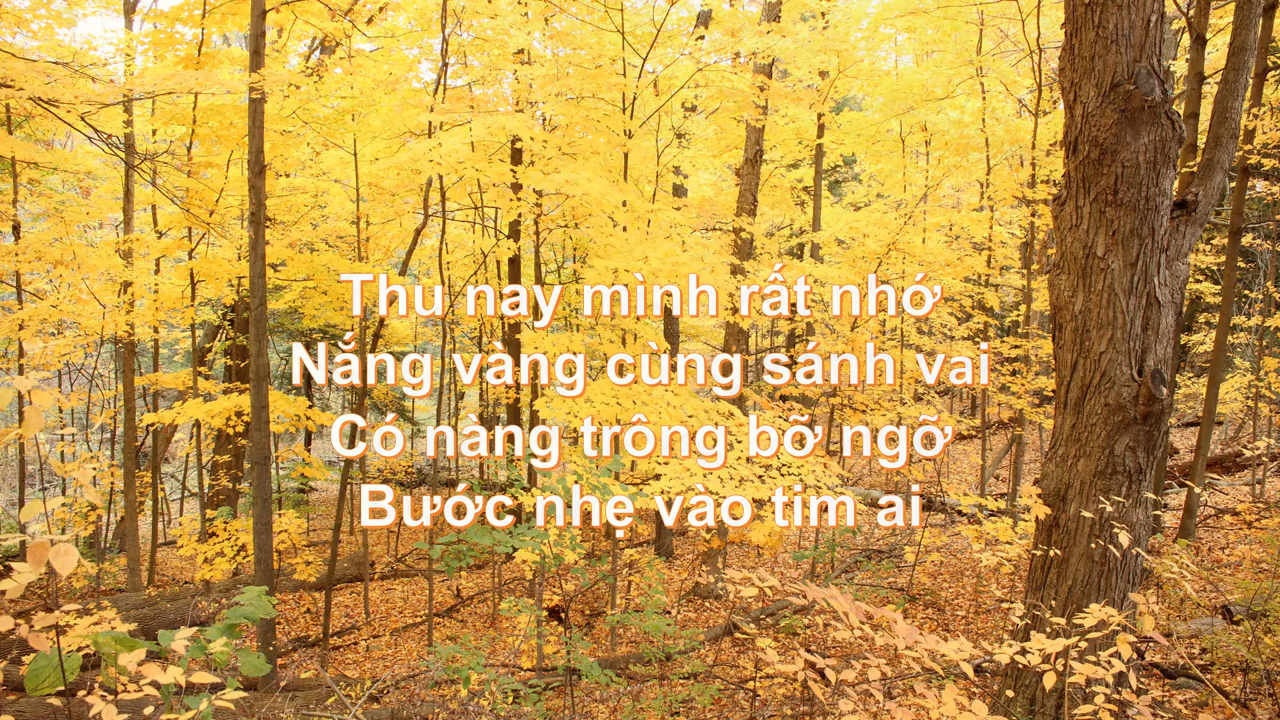 Thu nay mình rất nhớ
Nắng vàng cùng sánh vai
Có nàng trông bỡ ngỡ
Bước nhẹ vào tim ai